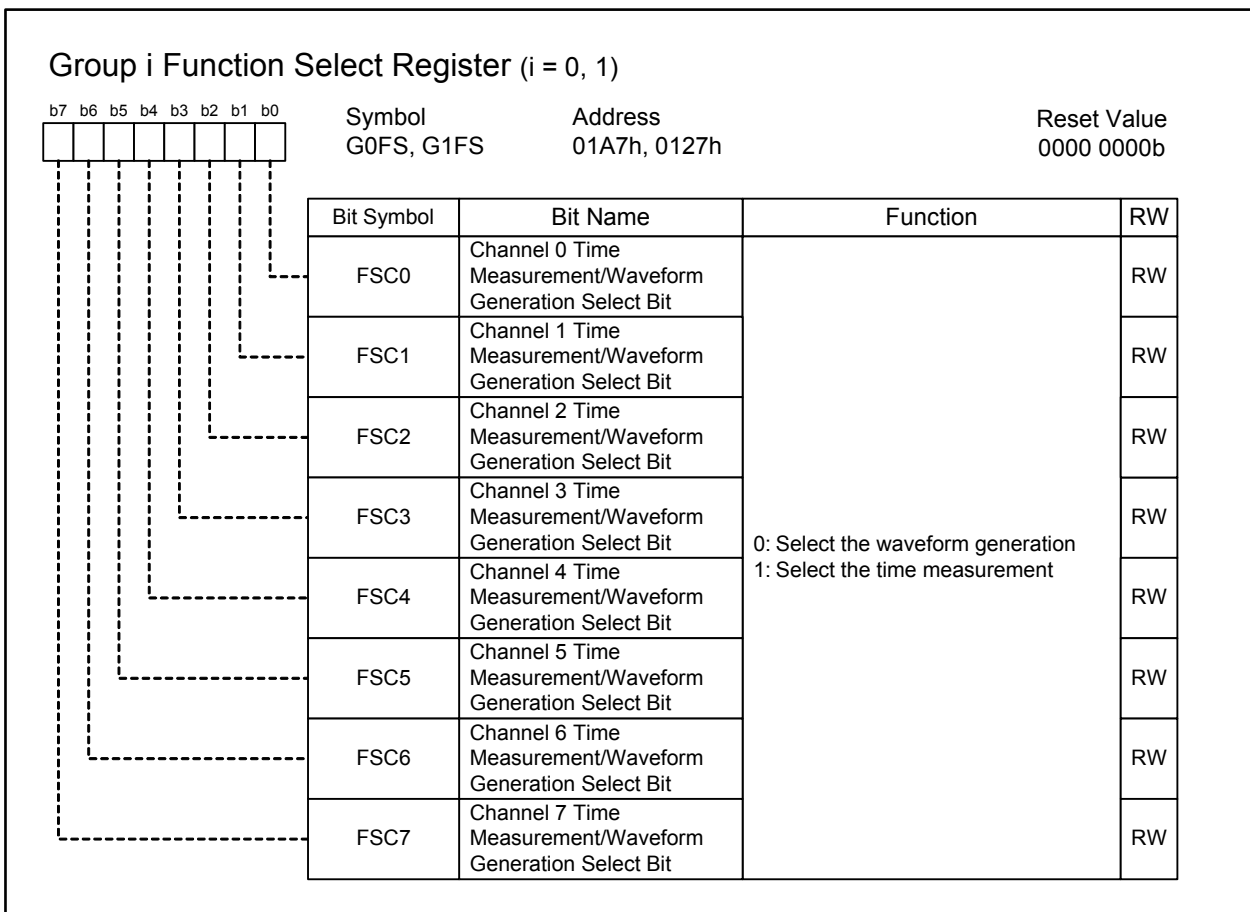 Group i Function Select Register (i = 0, 1)
b7 b6 b5 b4 b3 b2 b1 b0
Symbol Address Reset Value
G0FS, G1FS 01A7h, 0127h 0000 0000b
Bit Symbol Bit Name Function RW
FSC0 Channel 0 Time
Measurement/Waveform
Generation Select Bit RW
FSC1 Channel 1 Time
Measurement/Waveform
Generation Select Bit RW
FSC2 Channel 2 Time
Measurement/Waveform
Generation Select Bit RW
FSC3 Channel 3 Time
Measurement/Waveform
Generation Select Bit RW
0: Select the waveform generation
1: Select the time measurement
FSC4 Channel 4 Time
Measurement/Waveform
Generation Select Bit RW
FSC5 Channel 5 Time
Measurement/Waveform
Generation Select Bit RW
FSC6 Channel 6 Time
Measurement/Waveform
Generation Select Bit RW
FSC7 Channel 7 Time
Measurement/Waveform
Generation Select Bit RW